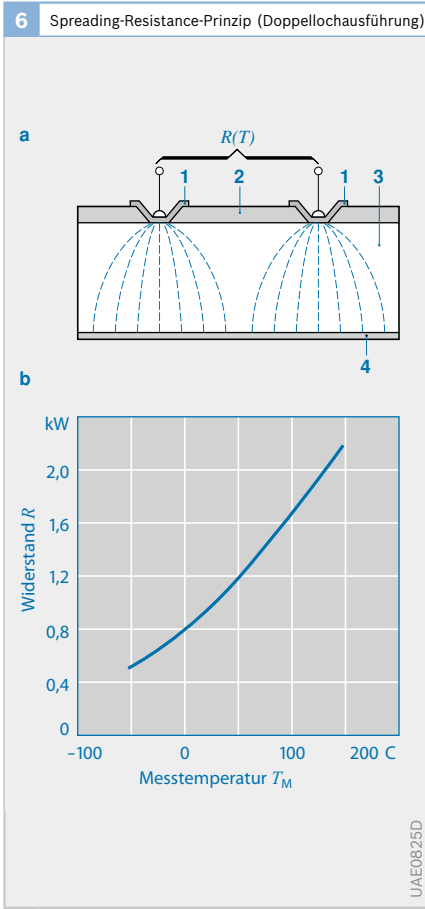 6 Spreading-Resistance-Prinzip (Doppellochausführung)
a
R(T)
1 2 1 3
4
b
kW
2,0
1,6
1,2
0,8
0,4
0
Widerstand R
–100 0 100 200 C
Messtemperatur TM
UAE0825D